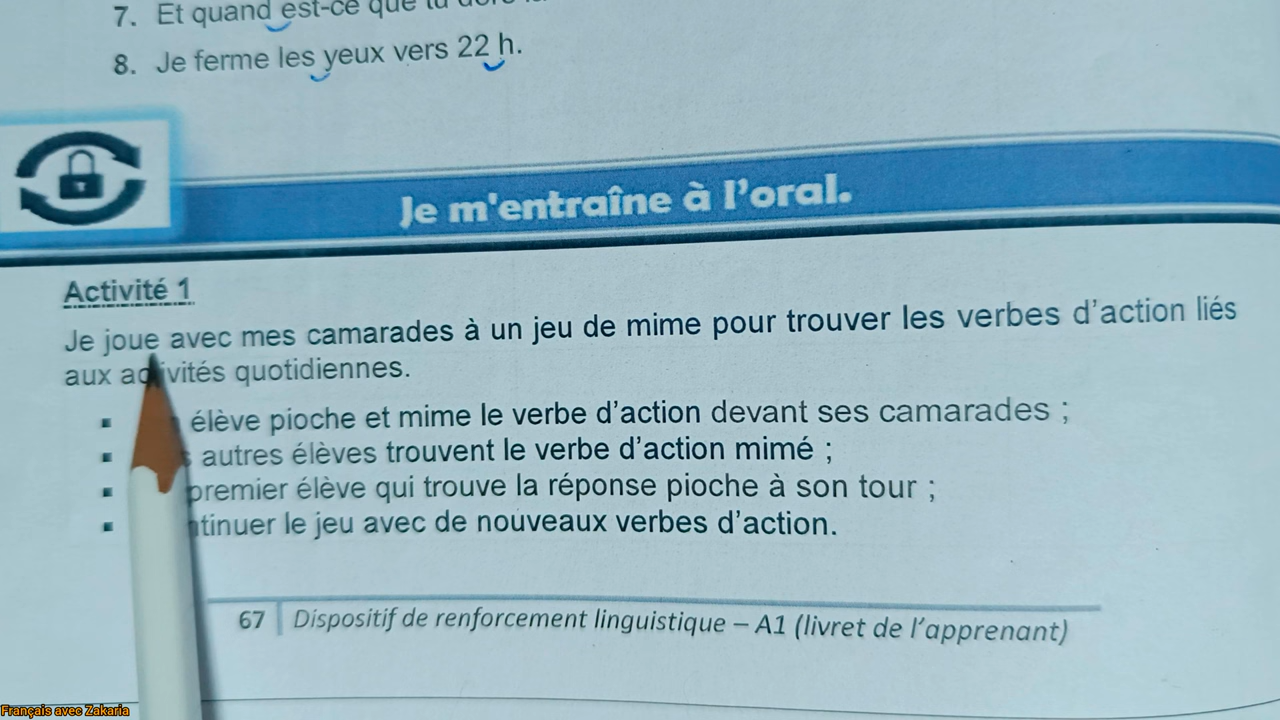 7. Et quand est-ce que tu
8. Je ferme les yeux vers 22 h.
Je m'entraîne à l'oral.
Activité 1
Je joue avec mes camarades à un jeu de mime pour trouver les verbes d'action liés
aux activités quotidiennes.
▪ élève pioche et mime le verbe d'action devant ses camarades ;
▪ autres élèves trouvent le verbe d'action mimé ;
▪ premier élève qui trouve la réponse pioche à son tour ;
▪ le jeu avec de nouveaux verbes d'action.
67 | Dispositif de renforcement linguistique – A1 (livret de l'apprenant)
Français avec Zakaria